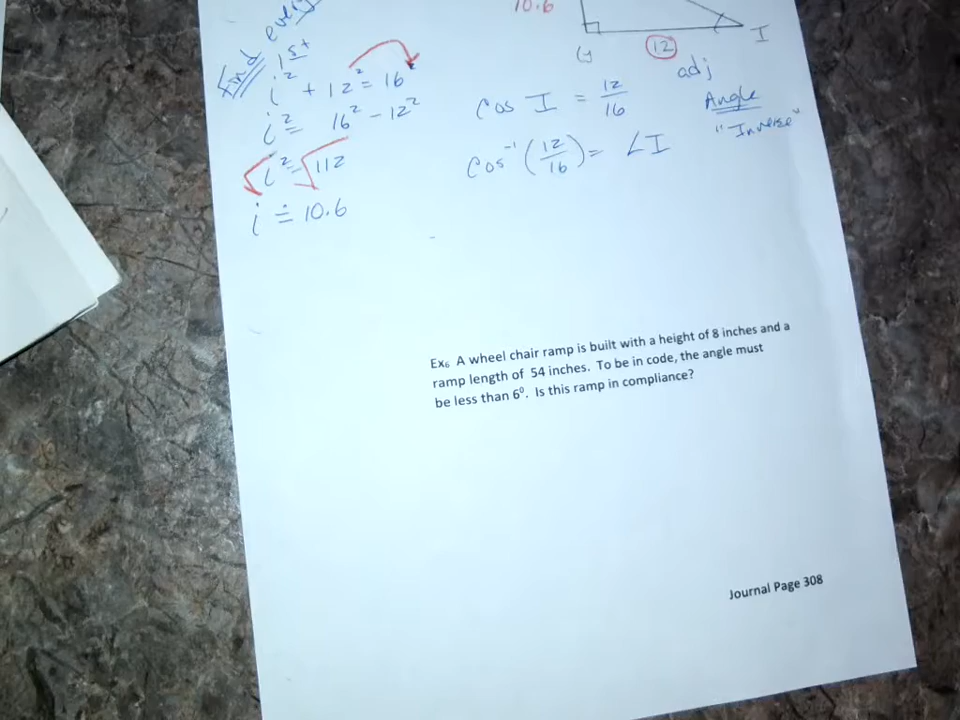 10.6
I
(12)
adj
Find every
1st
i² + 12² = 16²
i² = 16² - 12²
√i² = √112
i ≐ 10.6
Cos I = 12/16
Cos⁻¹ (12/16) = ∠I
Angle
"Inverse"
Ex₆ A wheel chair ramp is built with a height of 8 inches and a
ramp length of 54 inches. To be in code, the angle must
be less than 6⁰. Is this ramp in compliance?
Journal Page 308